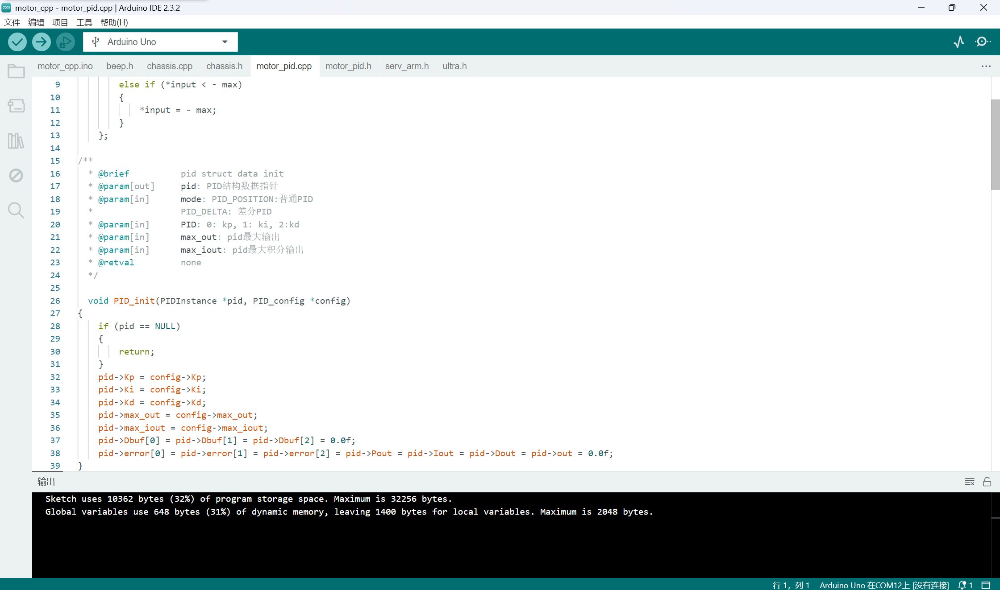 motor_cpp - motor_pid.cpp | Arduino IDE 2.3.2
文件 编辑 项目 工具 帮助(H)
Arduino Uno
motor_cpp.ino beep.h chassis.cpp chassis.h motor_pid.cpp motor_pid.h serv_arm.h ultra.h ...
9 else if (*input < - max)
10 {
11 *input = - max;
12 }
13 };
14
15 /**
16 * @brief pid struct data init
17 * @param[out] pid: PID结构数据指针
18 * @param[in] mode: PID_POSITION:普通PID
19 * PID_DELTA: 差分PID
20 * @param[in] PID: 0: kp, 1: ki, 2:kd
21 * @param[in] max_out: pid最大输出
22 * @param[in] max_iout: pid最大积分输出
23 * @retval none
24 */
25
26 void PID_init(PIDInstance *pid, PID_config *config)
27 {
28 if (pid == NULL)
29 {
30 return;
31 }
32 pid->Kp = config->Kp;
33 pid->Ki = config->Ki;
34 pid->Kd = config->Kd;
35 pid->max_out = config->max_out;
36 pid->max_iout = config->max_iout;
37 pid->Dbuf[0] = pid->Dbuf[1] = pid->Dbuf[2] = 0.0f;
38 pid->error[0] = pid->error[1] = pid->error[2] = pid->Pout = pid->Iout = pid->Dout = pid->out = 0.0f;
39 }
输出
Sketch uses 10362 bytes (32%) of program storage space. Maximum is 32256 bytes.
Global variables use 648 bytes (31%) of dynamic memory, leaving 1400 bytes for local variables. Maximum is 2048 bytes.
行 1，列 1 Arduino Uno 在COM12上 [没有连接] 1